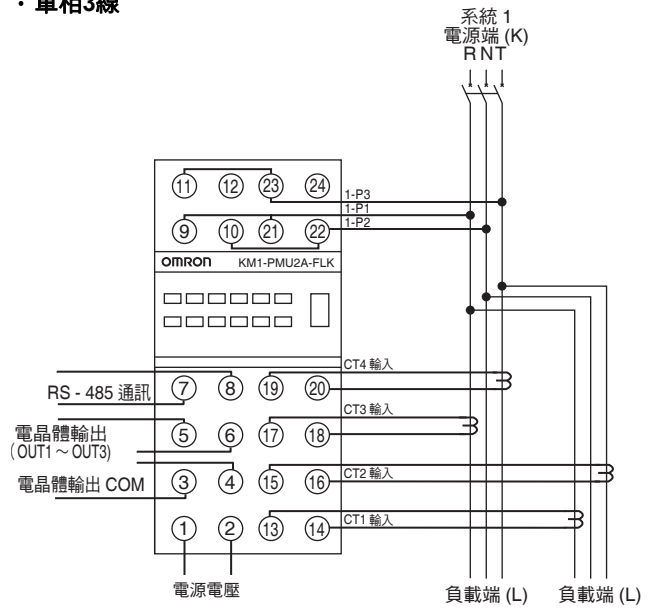 ・單相3線
系統 1
電源端 (K)
R N T
⑪ ⑫ ㉓ ㉔
1-P3
1-P1
⑨ ⑩ ㉑ ㉒
1-P2
OMRON KM1-PMU2A-FLK
CT4 輸入
RS - 485 通訊
⑦ ⑧ ⑲ ⑳
CT3 輸入
電晶體輸出
(OUT1～OUT3)
⑤ ⑥ ⑰ ⑱
CT2 輸入
電晶體輸出 COM
③ ④ ⑮ ⑯
CT1 輸入
① ② ⑬ ⑭
電源電壓
負載端 (L) 負載端 (L)